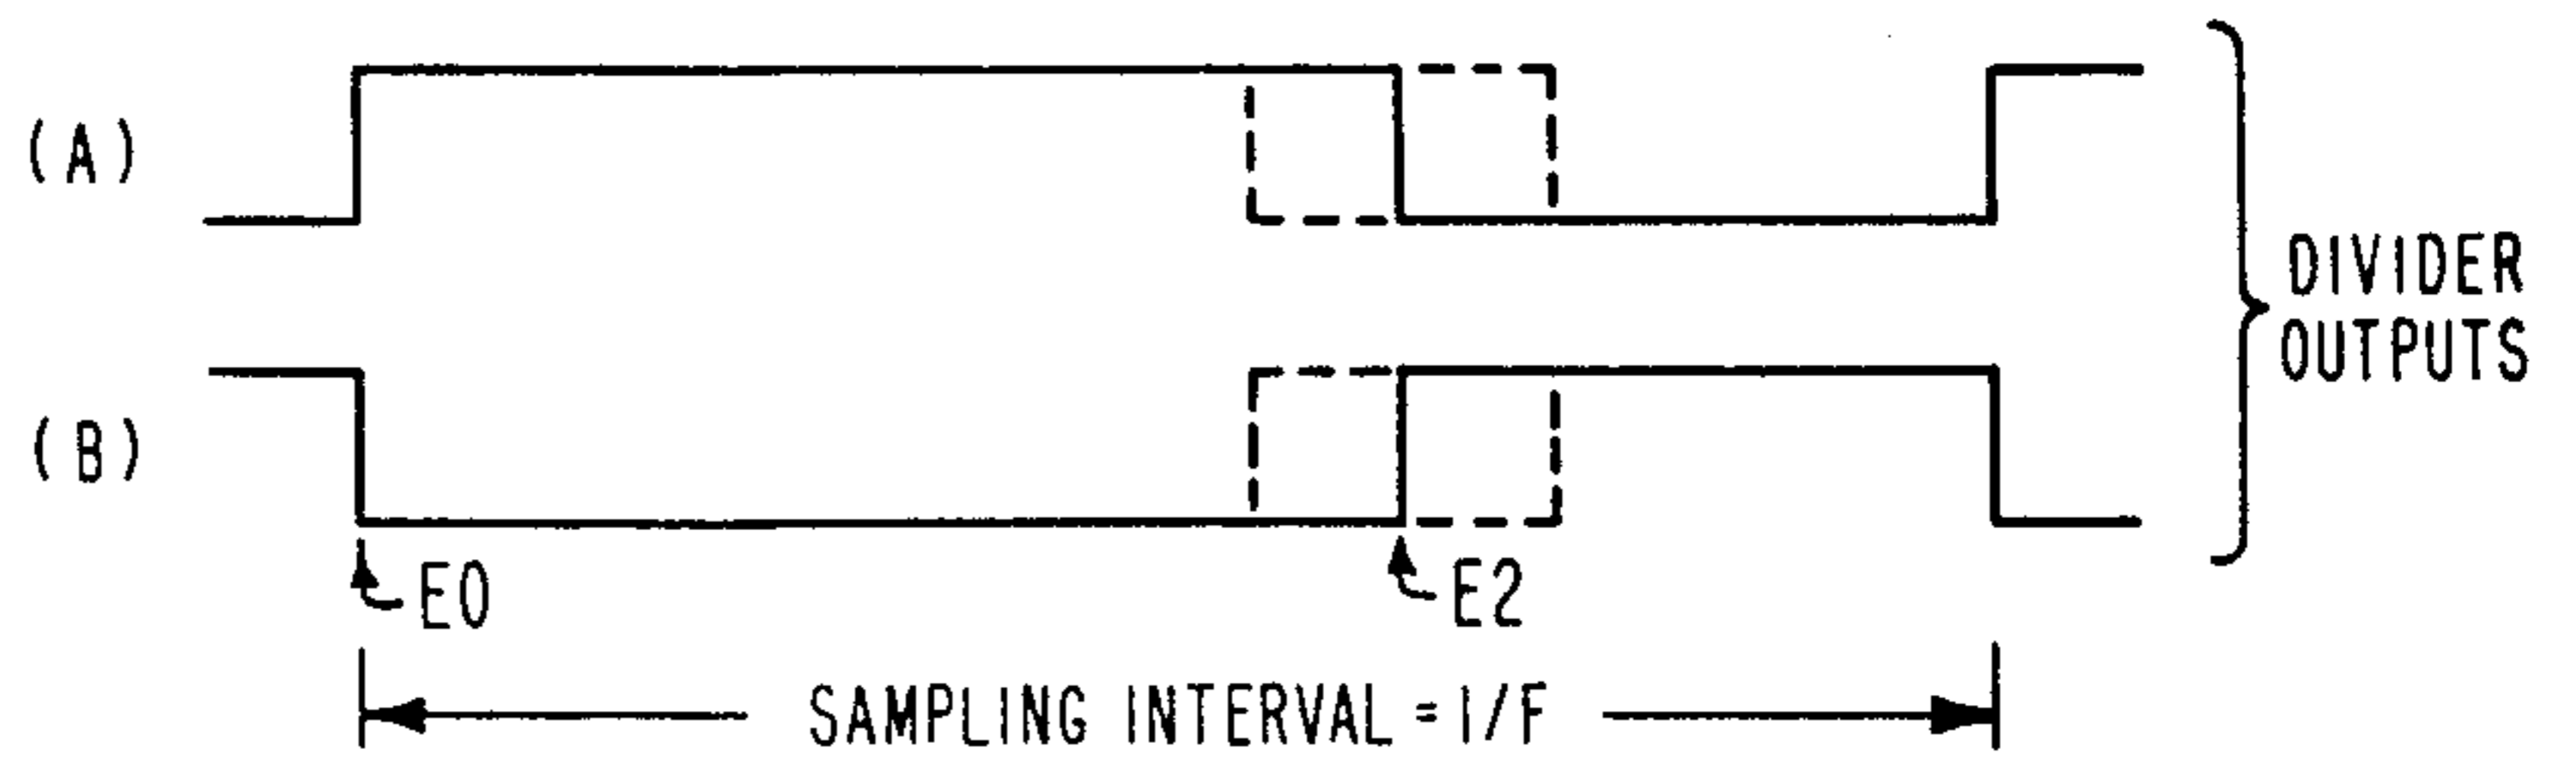 (A)
DIVIDER
OUTPUTS
(B)
E0
E2
SAMPLING INTERVAL = 1/F